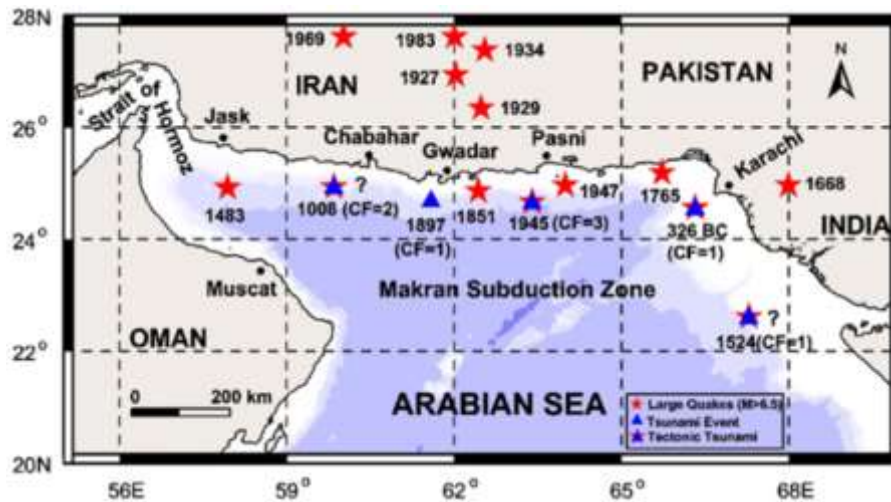 28N
26°
24°
22°
20N
1969
1983
1934
1927
1929
IRAN
PAKISTAN
N
Strait of
Hormoz
Jask
Chabahar
Gwadar
Pasni
Karachi
?
1483
1008 (CF=2)
1897
(CF=1)
1851
1945 (CF=3)
1947
1765
326 BC
(CF=1)
1668
INDIA
Muscat
Makran Subduction Zone
?
1524(CF=1)
OMAN
0 200 km
ARABIAN SEA
Large Quakes (M>6.5)
Tsunami Event
Tectonic Tsunami
56E 59° 62° 65° 68E